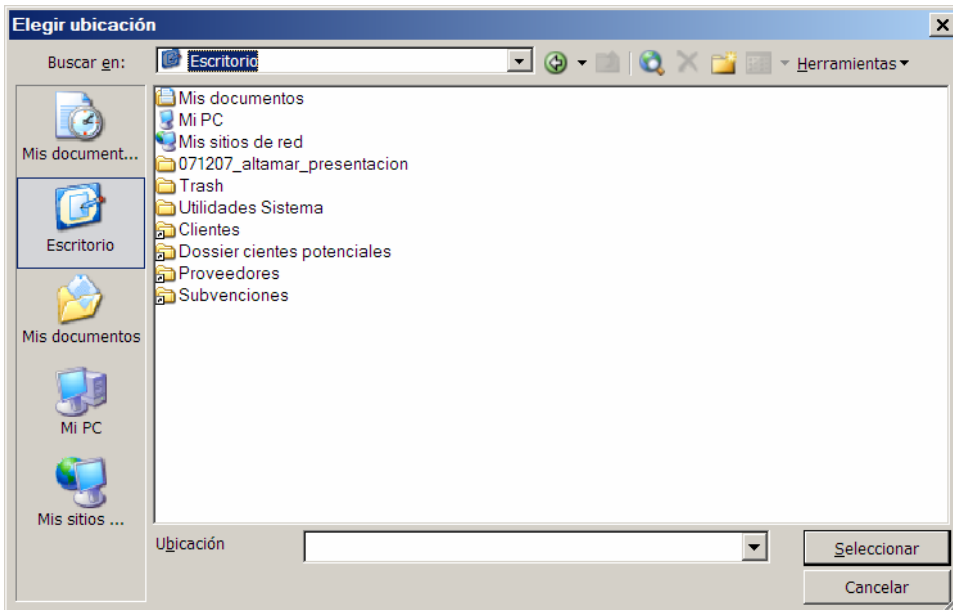 Elegir ubicación
Buscar en:
Escritorio
Herramientas
Mis document...
Escritorio
Mis documentos
Mi PC
Mis sitios ...
Mis documentos
Mi PC
Mis sitios de red
071207_altamar_presentacion
Trash
Utilidades Sistema
Clientes
Dossier cientes potenciales
Proveedores
Subvenciones
Ubicación
Seleccionar
Cancelar